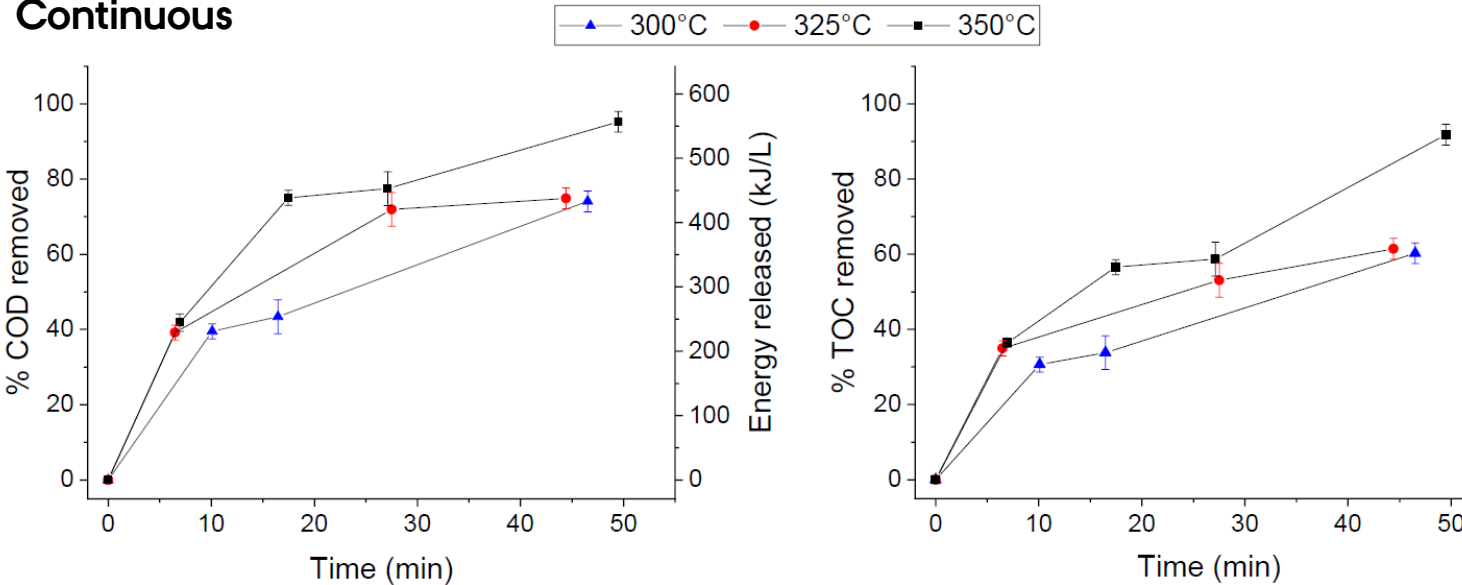 Continuous
300°C 325°C 350°C
% COD removed
100
80
60
40
20
0
0 10 20 30 40 50
Time (min)
600
500
400
300
200
100
0
Energy released (kJ/L)
% TOC removed
100
80
60
40
20
0
0 10 20 30 40 50
Time (min)